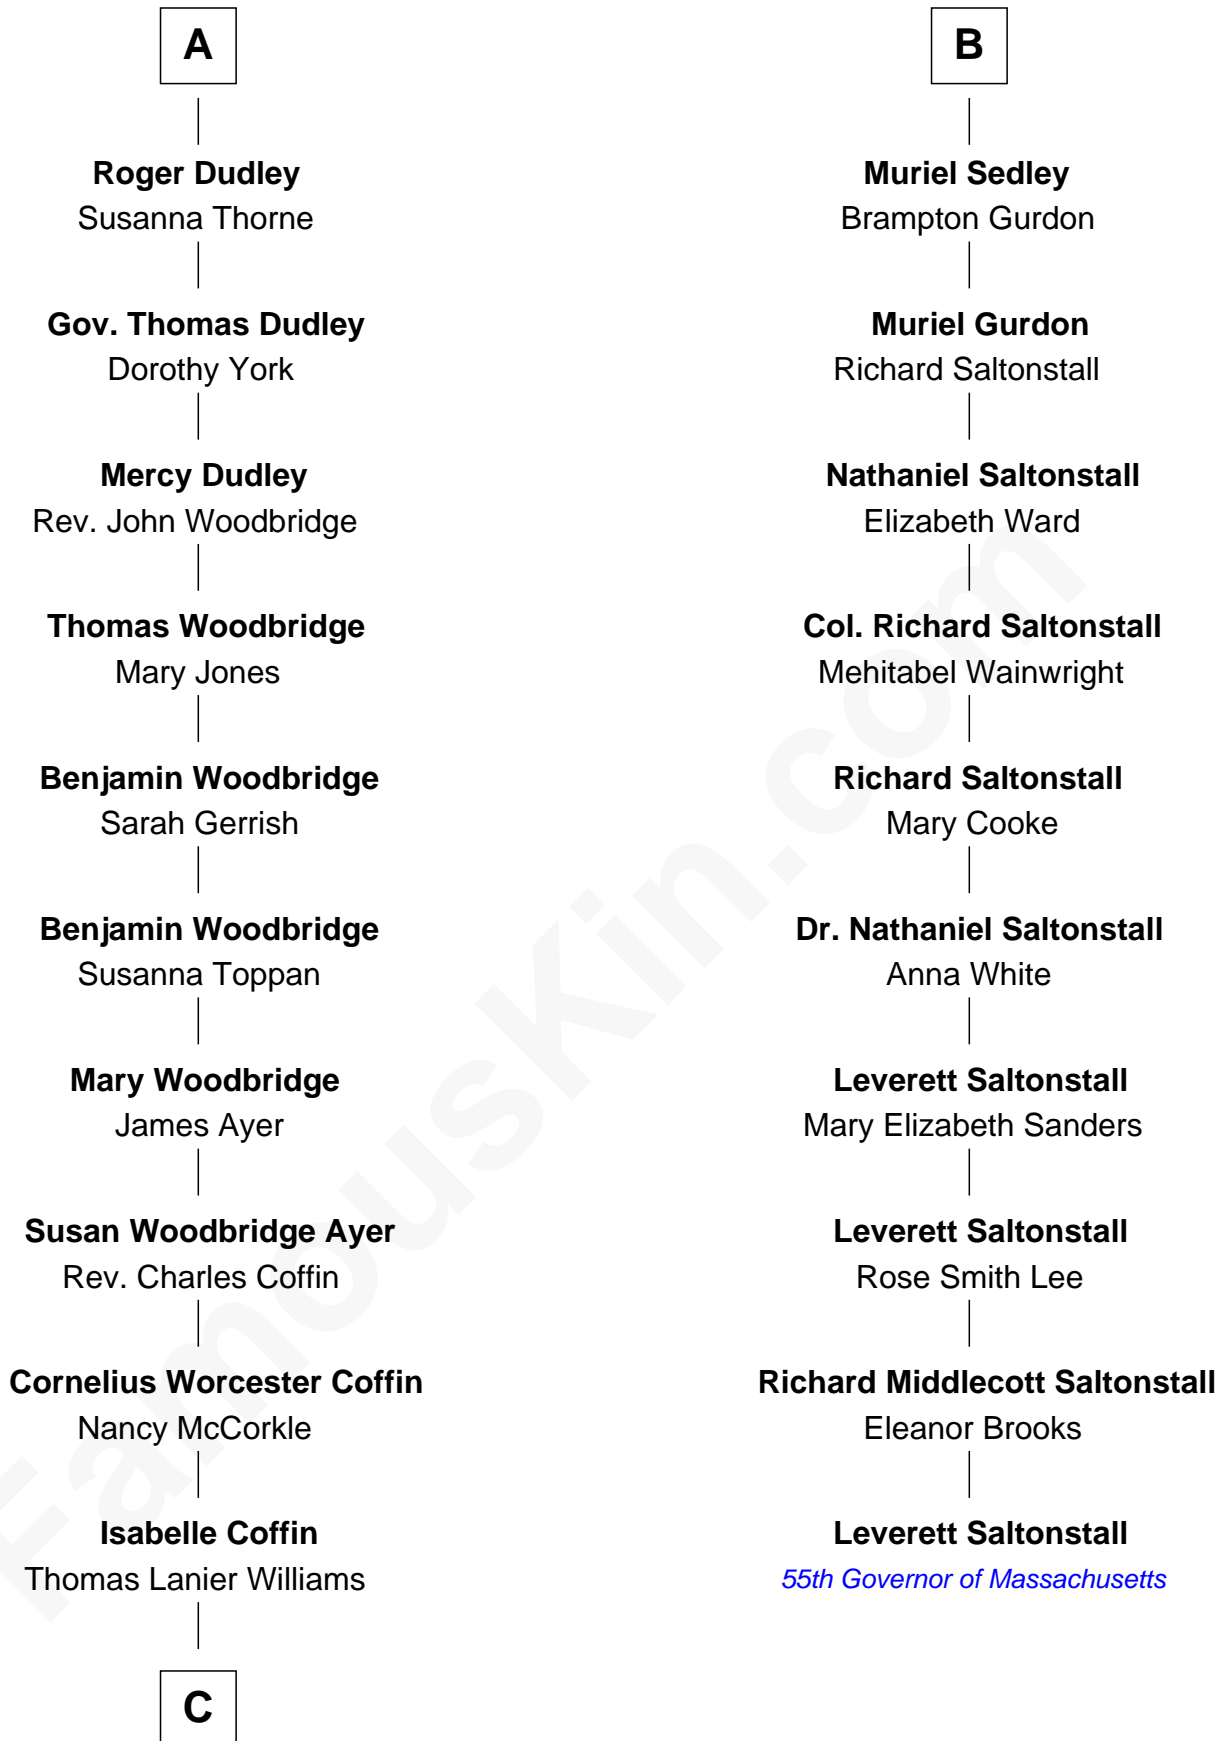 A
Roger Dudley
Susanna Thorne
Gov. Thomas Dudley
Dorothy York
Mercy Dudley
Rev. John Woodbridge
Thomas Woodbridge
Mary Jones
Benjamin Woodbridge
Sarah Gerrish
Benjamin Woodbridge
Susanna Toppan
Mary Woodbridge
James Ayer
Susan Woodbridge Ayer
Rev. Charles Coffin
Cornelius Worcester Coffin
Nancy McCorkle
Isabelle Coffin
Thomas Lanier Williams
C
B
Muriel Sedley
Brampton Gurdon
Muriel Gurdon
Richard Saltonstall
Nathaniel Saltonstall
Elizabeth Ward
Col. Richard Saltonstall
Mehitabel Wainwright
Richard Saltonstall
Mary Cooke
Dr. Nathaniel Saltonstall
Anna White
Leverett Saltonstall
Mary Elizabeth Sanders
Leverett Saltonstall
Rose Smith Lee
Richard Middlecott Saltonstall
Eleanor Brooks
Leverett Saltonstall
55th Governor of Massachusetts
FamousKin.com